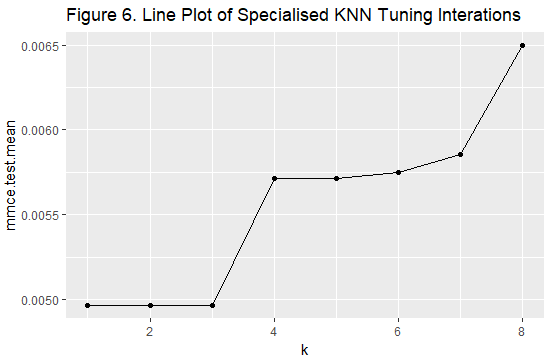 Figure 6. Line Plot of Specialised KNN Tuning Interations
0.0065
0.0060
0.0055
0.0050
mmce.test.mean
2 4 6 8
k